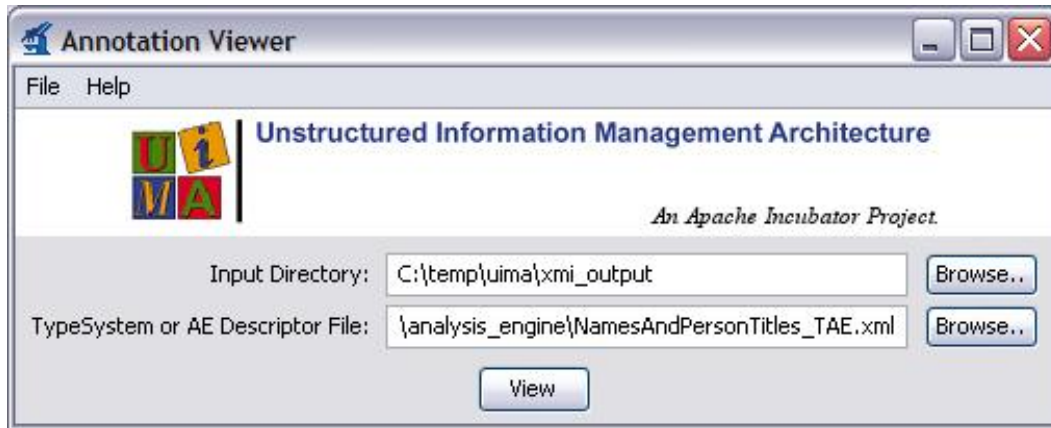 Annotation Viewer
File Help
U i M A
Unstructured Information Management Architecture
An Apache Incubator Project.
Input Directory: C:\temp\uima\xmi_output Browse..
TypeSystem or AE Descriptor File: \analysis_engine\NamesAndPersonTitles_TAE.xml Browse..
View